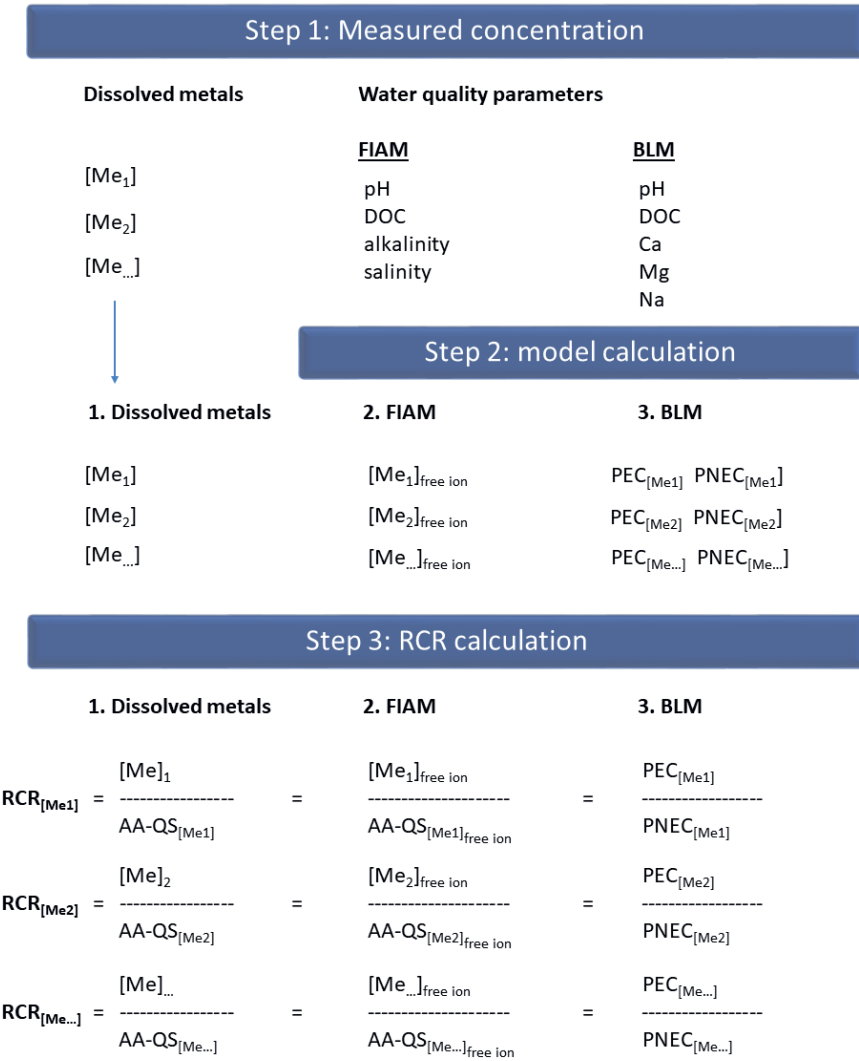 Step 1: Measured concentration
Dissolved metals Water quality parameters
FIAM BLM
[Me1] pH pH
DOC DOC
[Me2] alkalinity Ca
[Me...] salinity Mg
Na
Step 2: model calculation
1. Dissolved metals 2. FIAM 3. BLM
[Me1] [Me1]free ion PEC[Me1] PNEC[Me1]
[Me2] [Me2]free ion PEC[Me2] PNEC[Me2]
[Me...] [Me...]free ion PEC[Me...] PNEC[Me...]
Step 3: RCR calculation
1. Dissolved metals 2. FIAM 3. BLM
[Me]1 [Me1]free ion PEC[Me1]
RCR[Me1] = ----------------- = --------------------- = ------------------
AA-QS[Me1] AA-QS[Me1]free ion PNEC[Me1]
[Me]2 [Me2]free ion PEC[Me2]
RCR[Me2] = ----------------- = --------------------- = ------------------
AA-QS[Me2] AA-QS[Me2]free ion PNEC[Me2]
[Me]... [Me...]free ion PEC[Me...]
RCR[Me...] = ----------------- = --------------------- = ------------------
AA-QS[Me...] AA-QS[Me...]free ion PNEC[Me...]